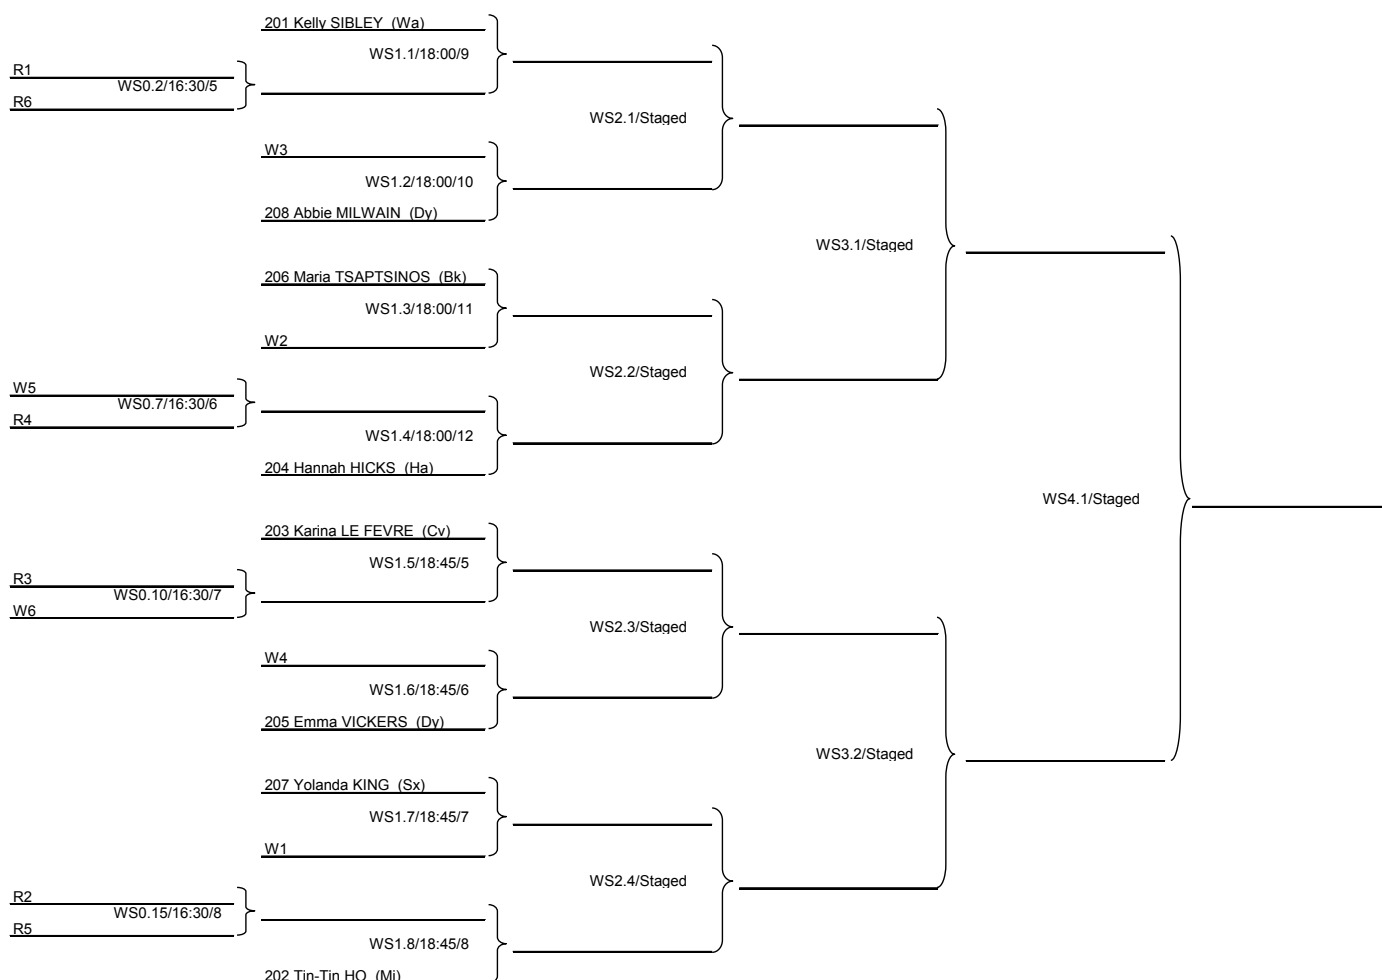 201 Kelly SIBLEY (Wa)
WS1.1/18:00/9
R1
WS0.2/16:30/5
R6
WS2.1/Staged
W3
WS1.2/18:00/10
208 Abbie MILWAIN (Dy)
WS3.1/Staged
206 Maria TSAPTSINOS (Bk)
WS1.3/18:00/11
W2
WS2.2/Staged
W5
WS0.7/16:30/6
R4
WS1.4/18:00/12
204 Hannah HICKS (Ha)
WS4.1/Staged
203 Karina LE FEVRE (Cv)
WS1.5/18:45/5
R3
WS0.10/16:30/7
W6
WS2.3/Staged
W4
WS1.6/18:45/6
205 Emma VICKERS (Dy)
WS3.2/Staged
207 Yolanda KING (Sx)
WS1.7/18:45/7
W1
WS2.4/Staged
R2
WS0.15/16:30/8
R5
WS1.8/18:45/8
202 Tin-Tin HO (Mi)